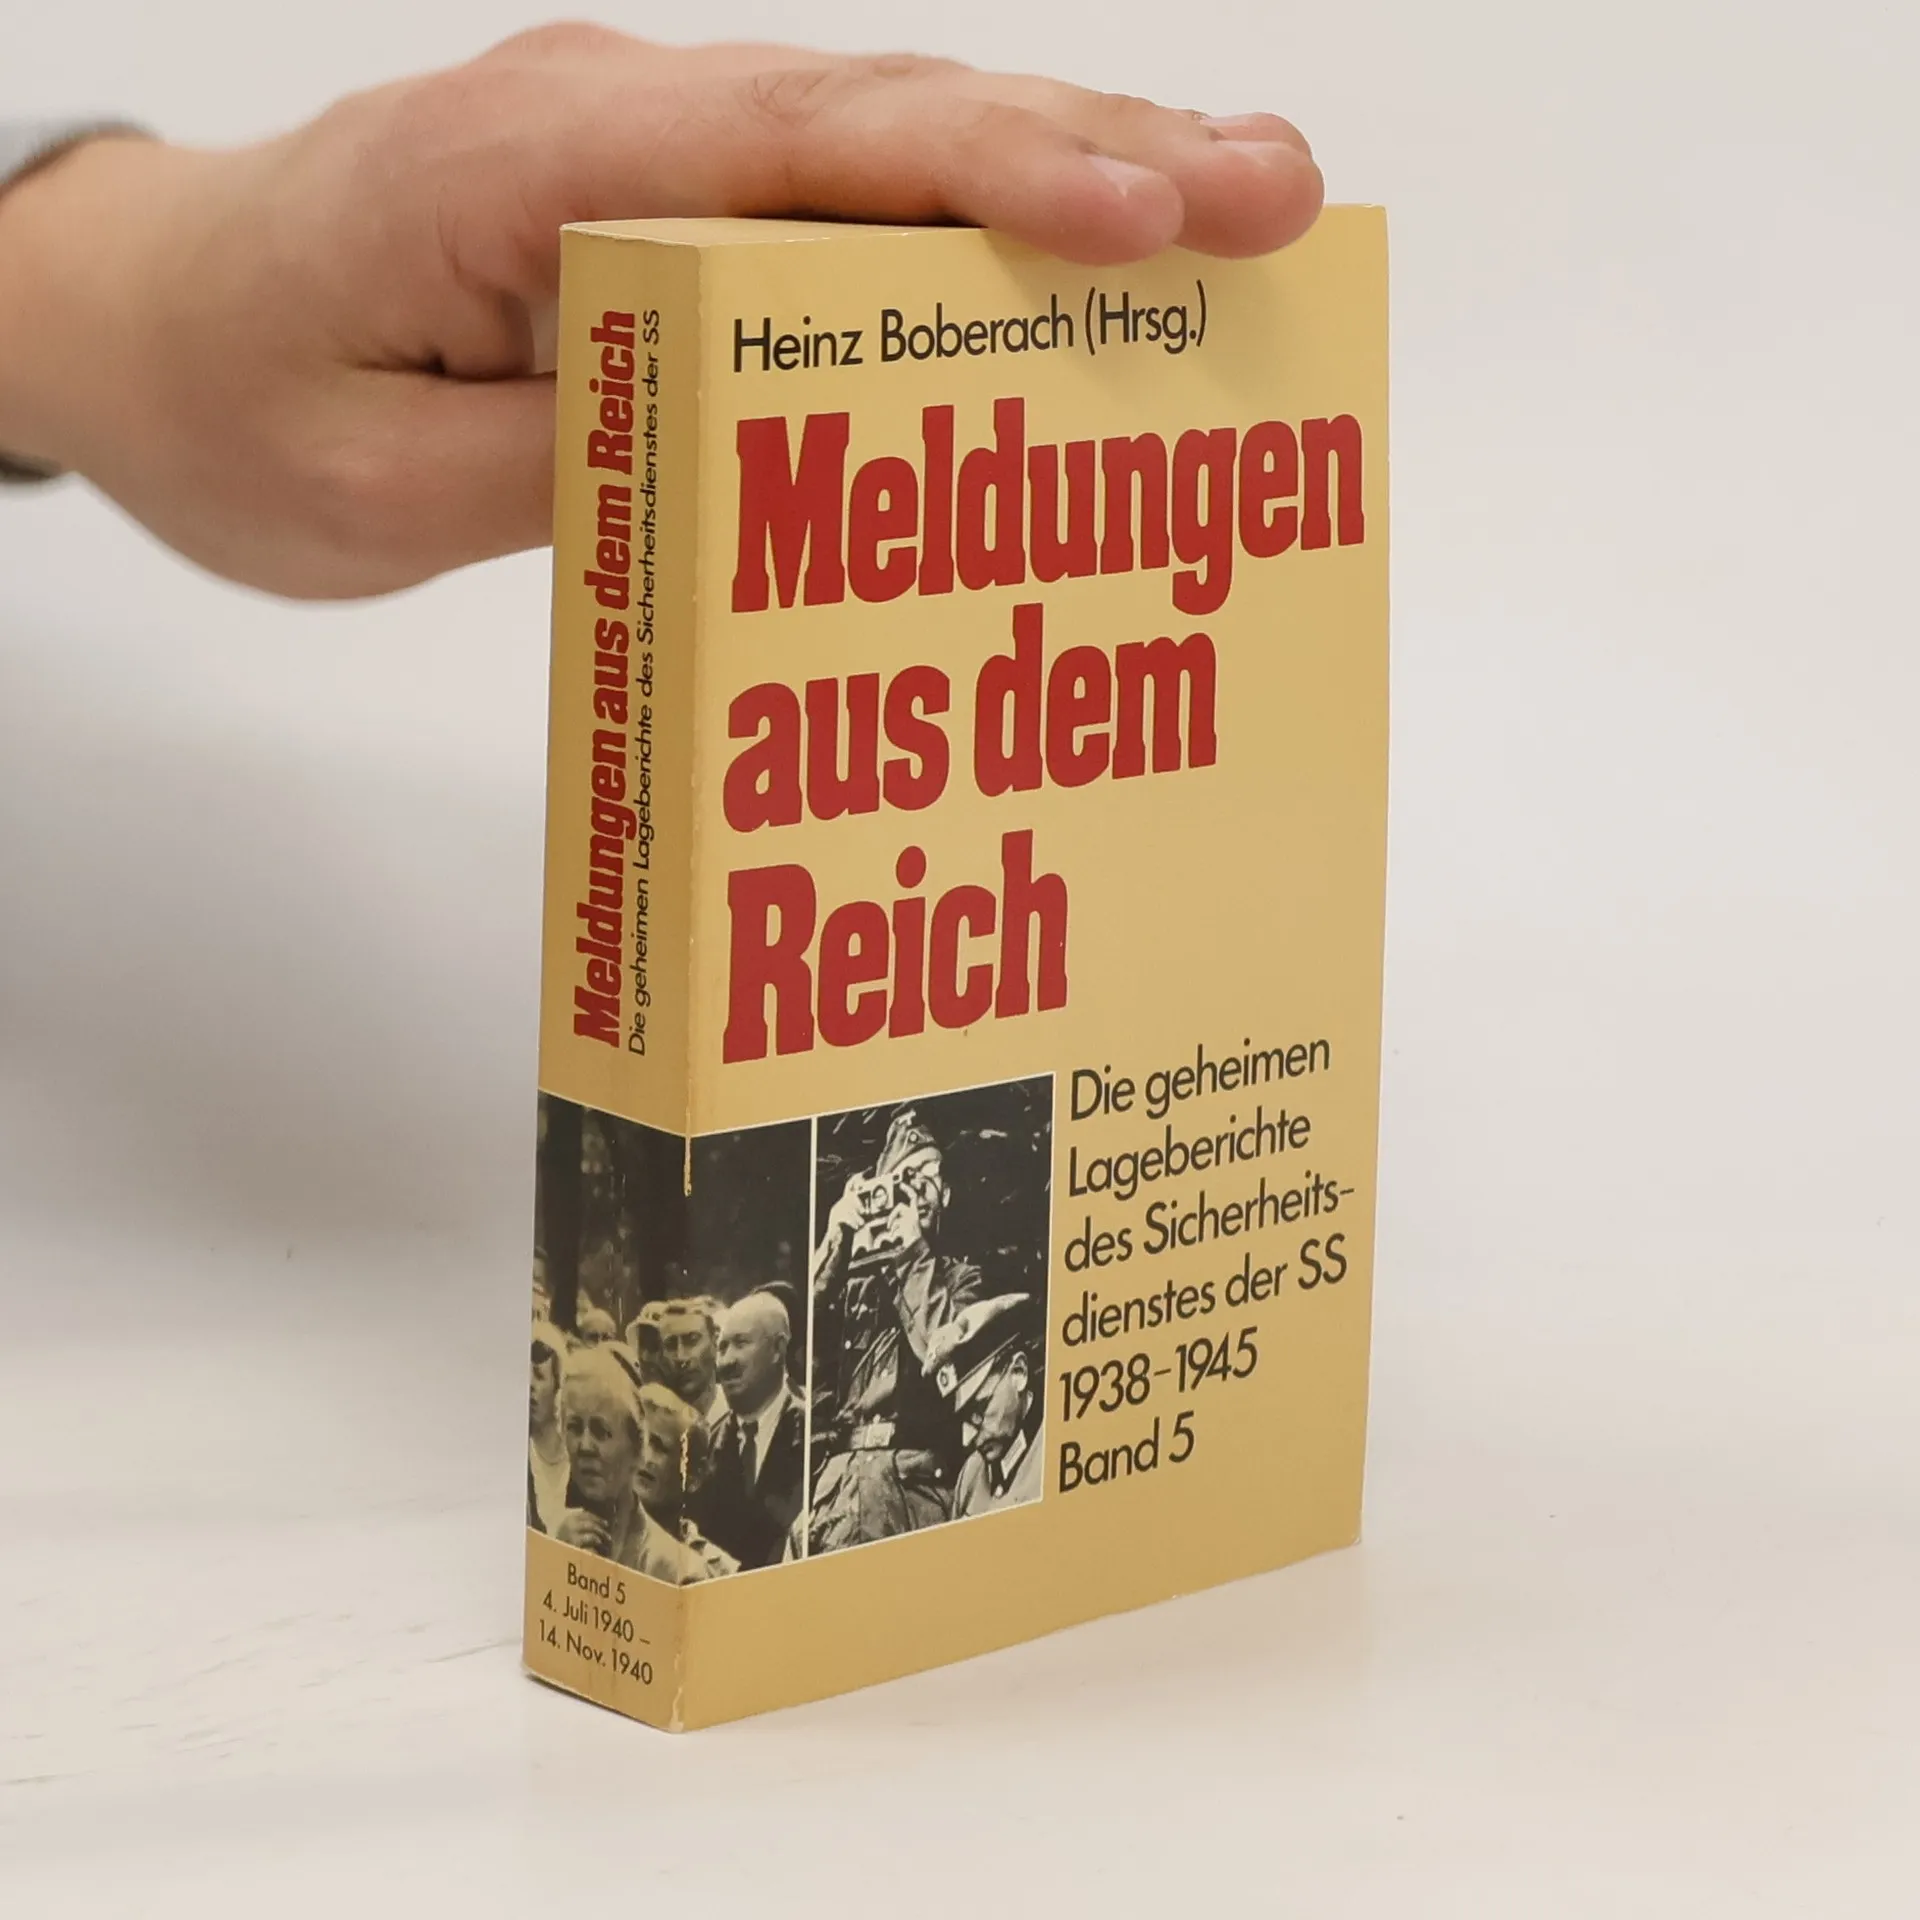 Heinz Boberach (Hrsg.)
Meldungen
aus dem
Reich
Die geheimen
Lageberichte
des Sicherheits-
dienstes der SS
1938-1945
Band 5
Meldungen aus dem Reich
Die geheimen Lageberichte des Sicherheitsdienstes der SS
Band 5
4. Juli 1940 –
14. Nov. 1940